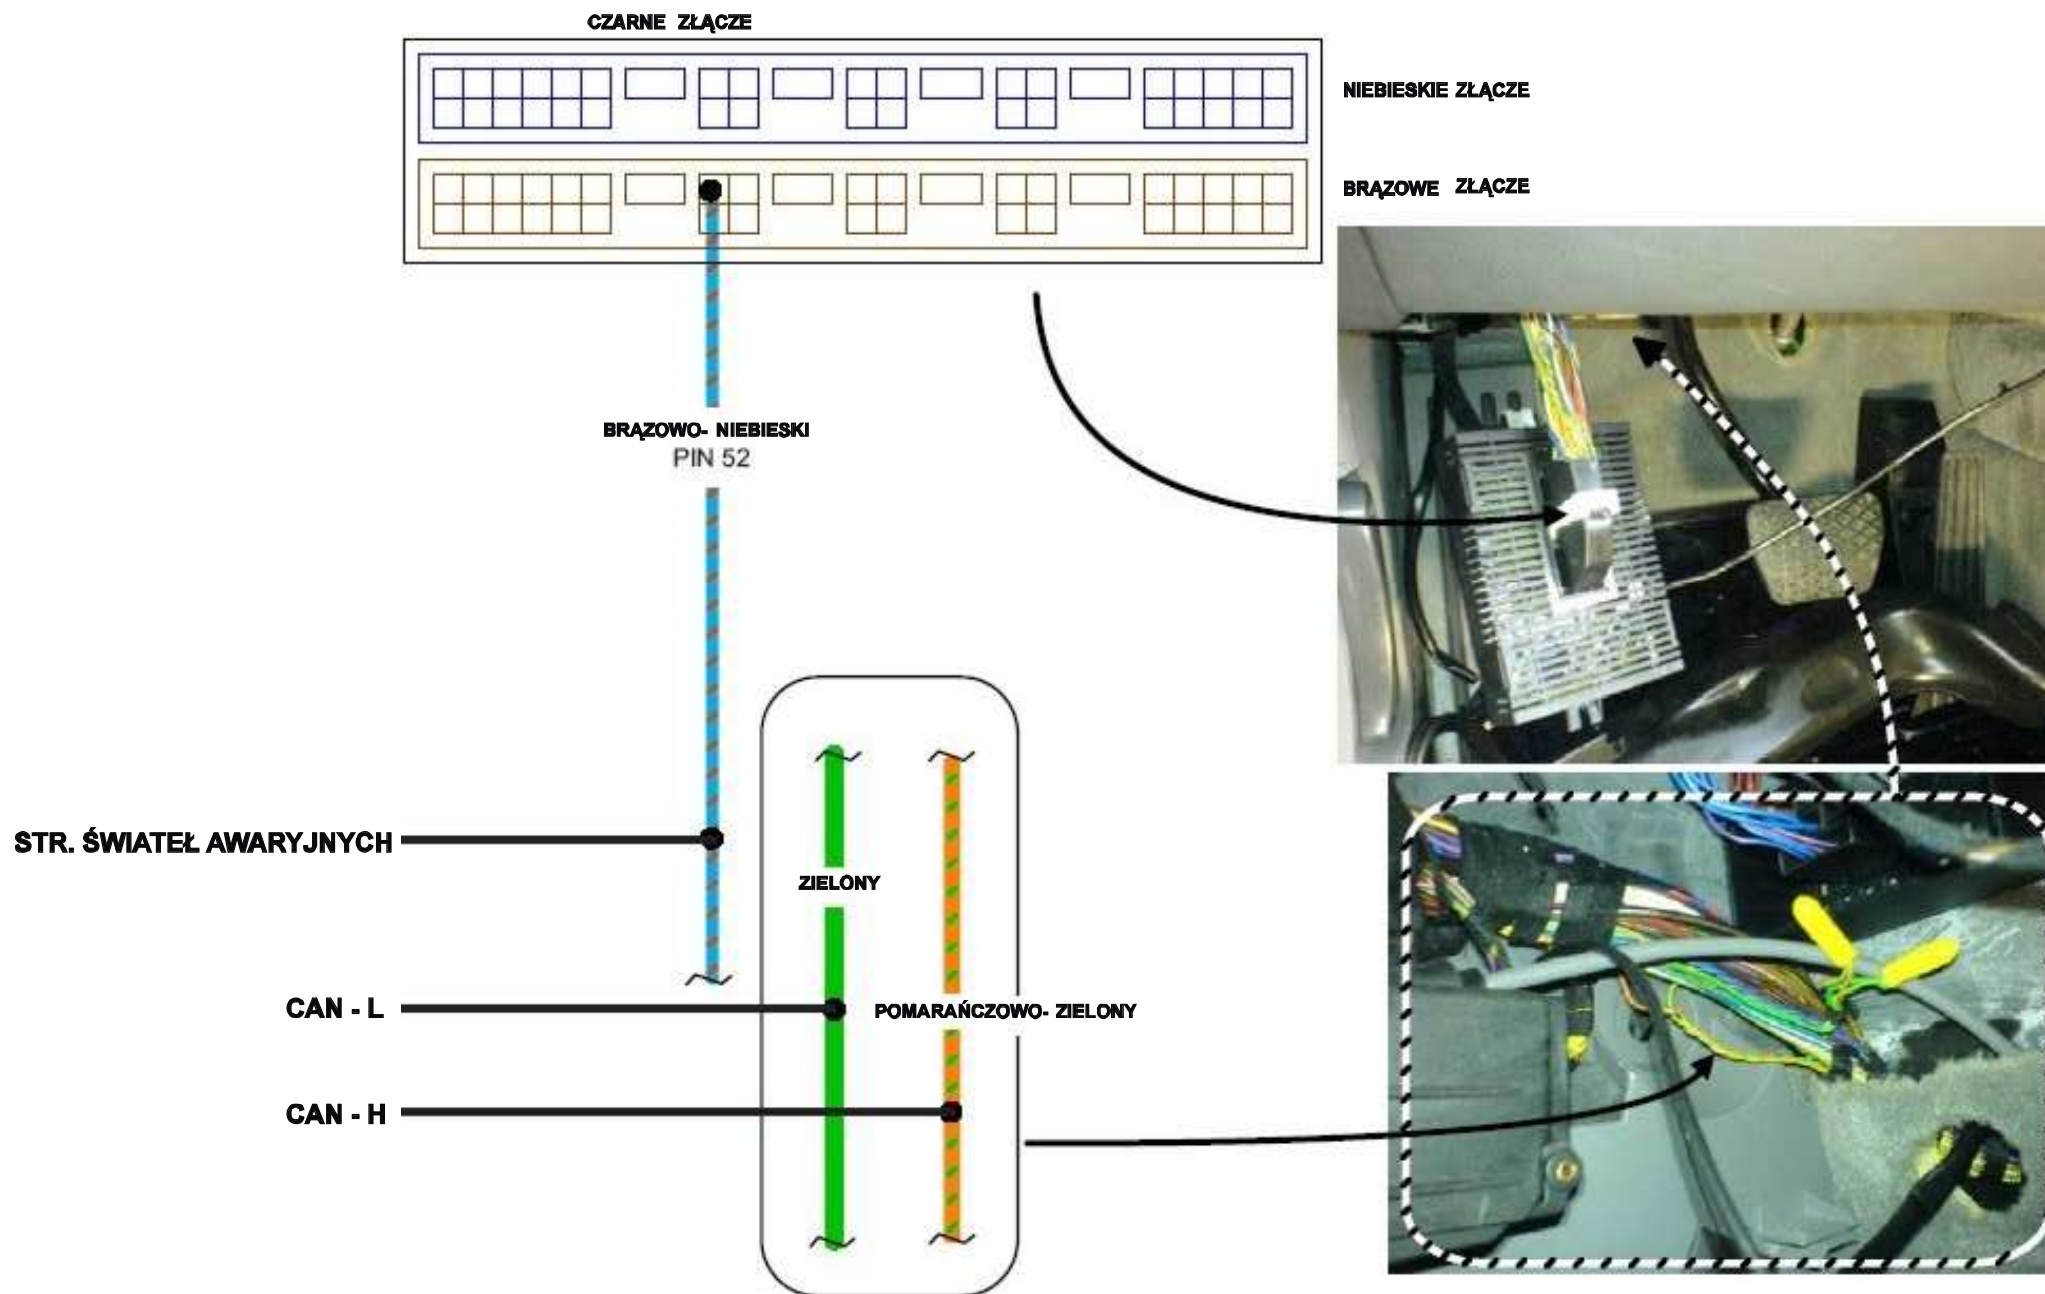 CZARNE ZŁĄCZE
NIEBIESKIE ZŁĄCZE
BRĄZOWE ZŁĄCZE
BRĄZOWO- NIEBIESKI
PIN 52
STR. ŚWIATEŁ AWARYJNYCH
ZIELONY
CAN - L
POMARAŃCZOWO- ZIELONY
CAN - H